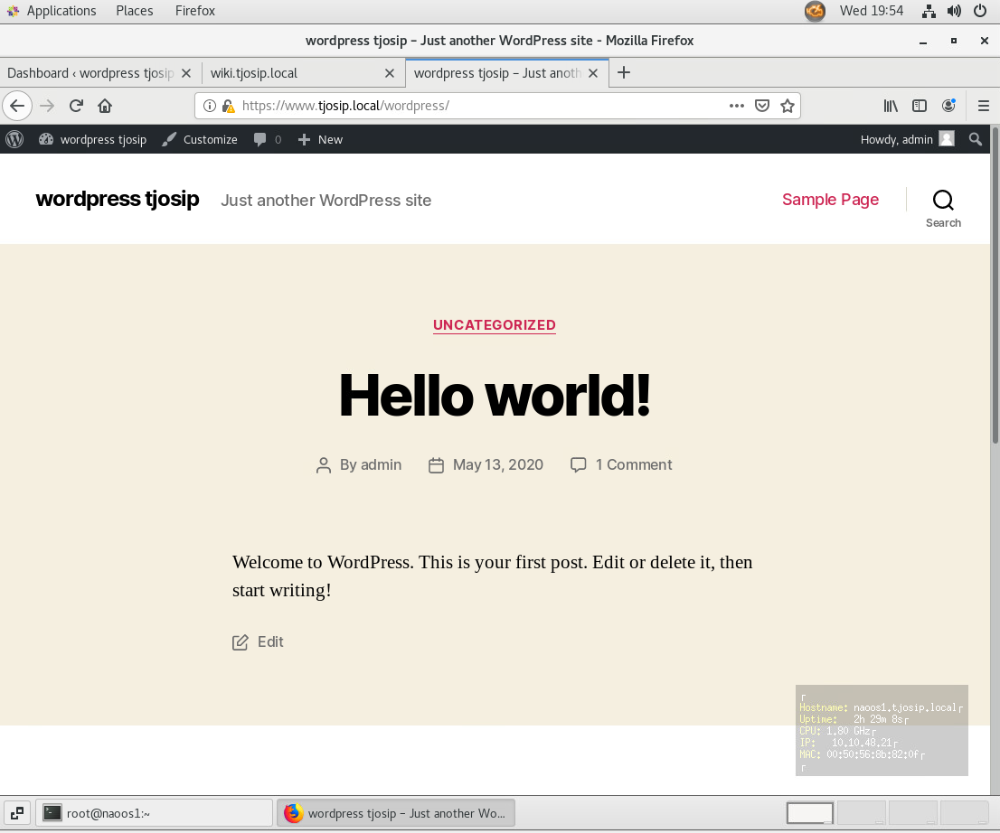 Applications Places Firefox Wed 19:54
wordpress tjosip – Just another WordPress site - Mozilla Firefox
Dashboard ‹ wordpress tjosip wiki.tjosip.local wordpress tjosip – Just anoth
https://www.tjosip.local/wordpress/
wordpress tjosip Customize 0 New Howdy, admin
wordpress tjosip Just another WordPress site Sample Page
Search
UNCATEGORIZED
Hello world!
By admin May 13, 2020 1 Comment
Welcome to WordPress. This is your first post. Edit or delete it, then
start writing!
Edit
Hostname: naoos1.tjosip.local
Uptime: 2h 29m 8s
CPU: 1.80 GHz
IP: 10.10.48.21
MAC: 00:50:56:8b:82:0f
root@naoos1:~ wordpress tjosip – Just another Wo...